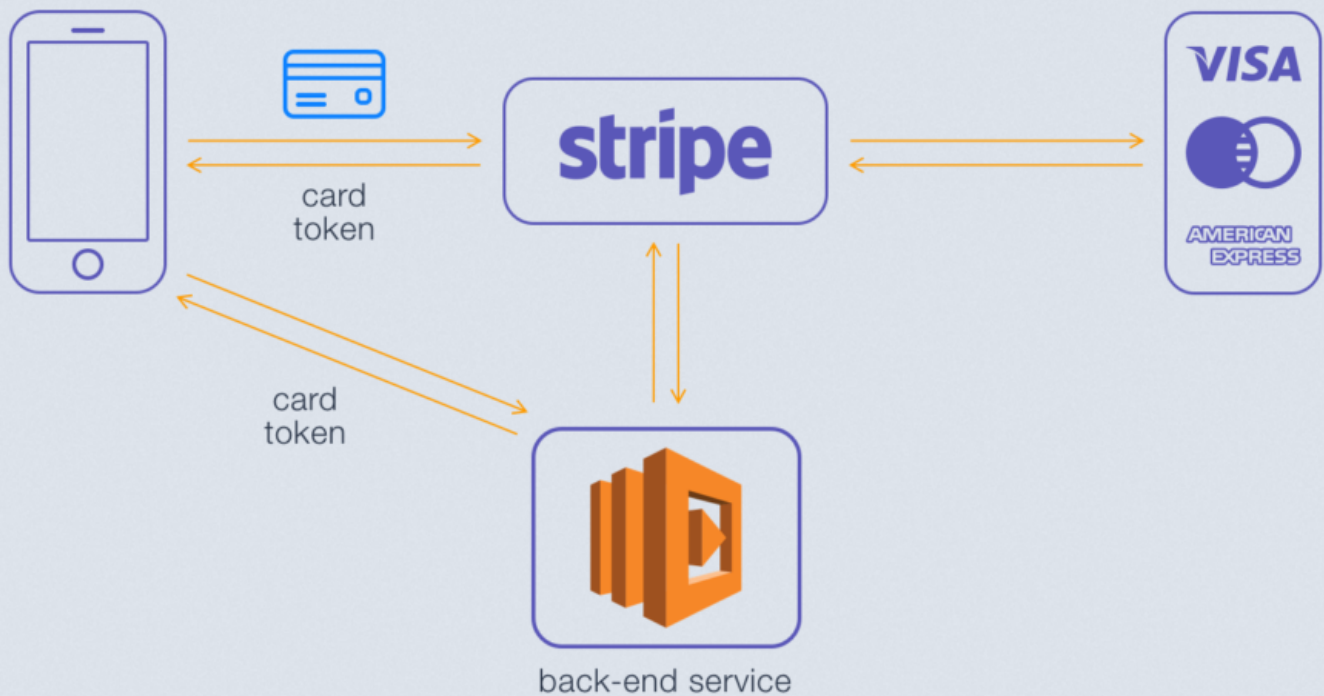 VISA
stripe
card
token
AMERICAN
EXPRESS
card
token
back-end service